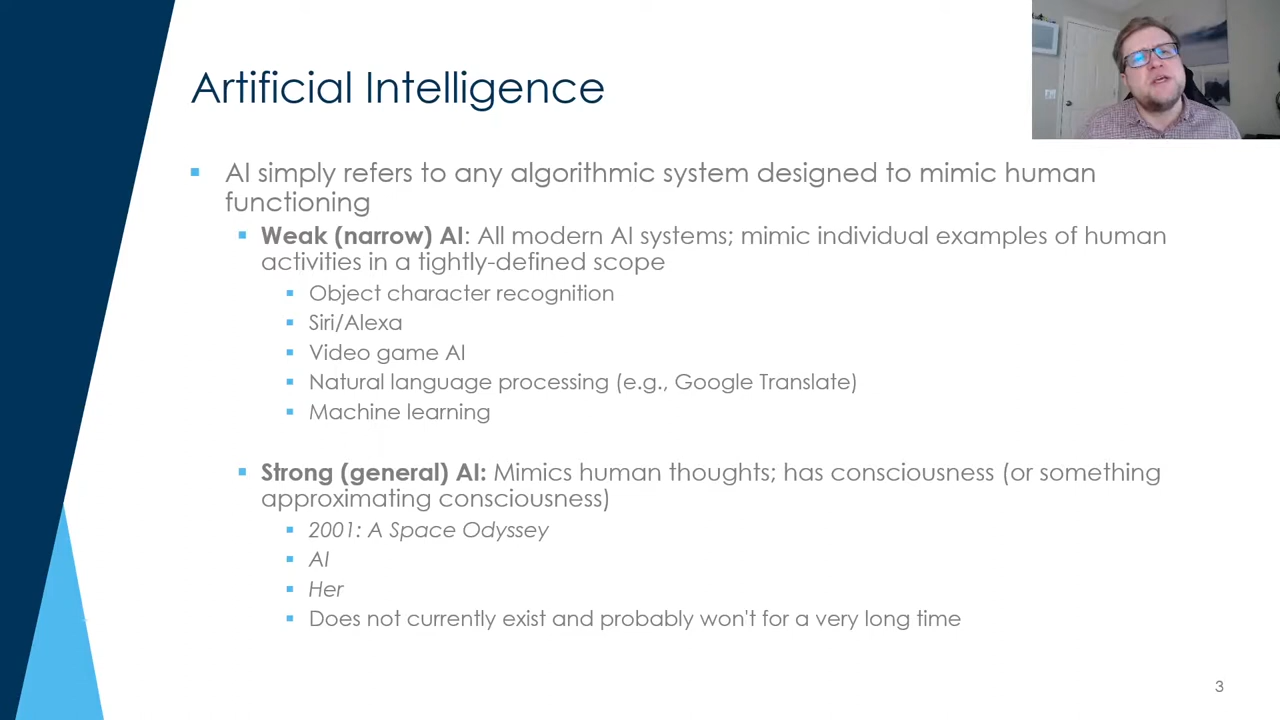 Artificial Intelligence
AI simply refers to any algorithmic system designed to mimic human
functioning
Weak (narrow) AI: All modern AI systems; mimic individual examples of human
activities in a tightly-defined scope
Object character recognition
Siri/Alexa
Video game AI
Natural language processing (e.g., Google Translate)
Machine learning
Strong (general) AI: Mimics human thoughts; has consciousness (or something
approximating consciousness)
2001: A Space Odyssey
AI
Her
Does not currently exist and probably won't for a very long time
3